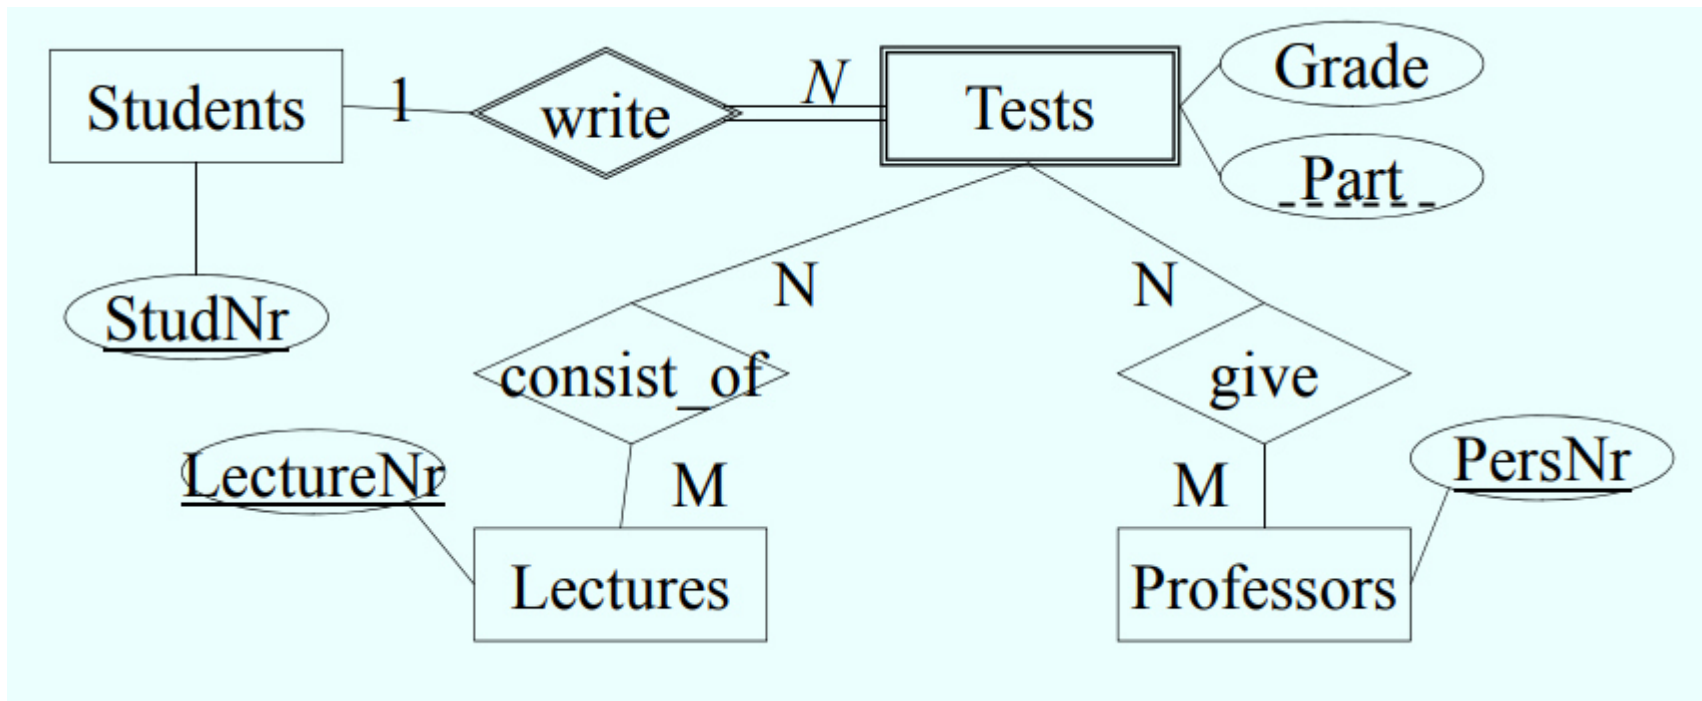 Students
1
write
N
Tests
Grade
Part
StudNr
N
N
consist_of
give
LectureNr
M
M
PersNr
Lectures
Professors